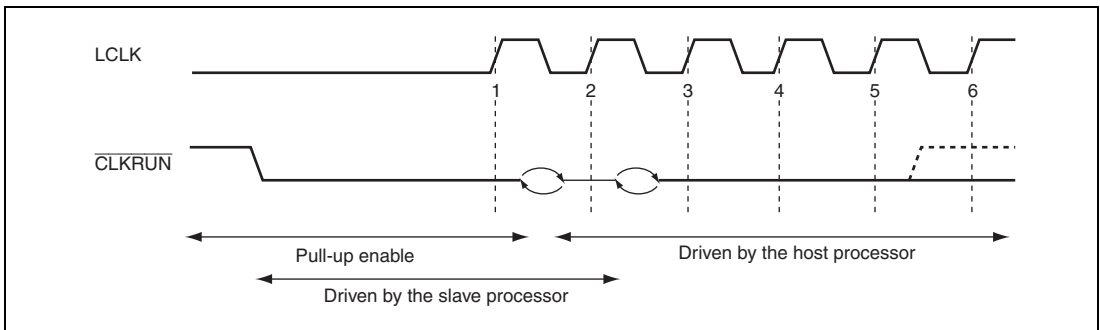 LCLK
1 2 3 4 5 6
CLKRUN
Pull-up enable
Driven by the host processor
Driven by the slave processor